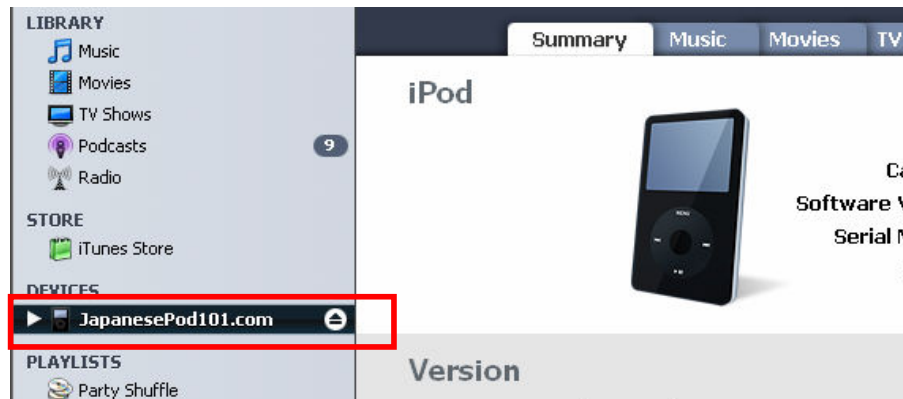 LIBRARY
Music
Movies
TV Shows
Podcasts 9
Radio
STORE
iTunes Store
DEVICES
JapanesePod101.com
PLAYLISTS
Party Shuffle
Summary Music Movies TV
iPod
MENU
Software
Serial
Version